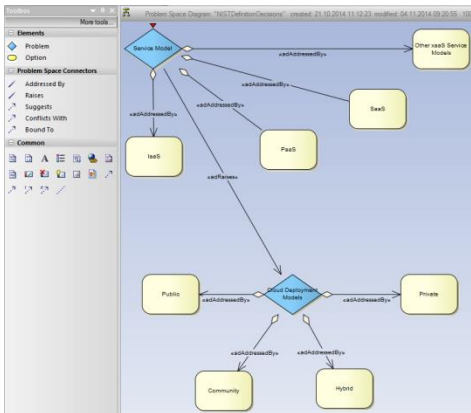 Toolbox
More tools...
Elements
Problem
Option
Problem Space Connectors
Addressed By
Raises
Suggests
Conflicts With
Bound To
Common
Problem Space Diagram: "NISTDefinitionDecisions" created: 21.10.2014 11:12:23 modified: 04.11.2014 09:20:55
Service Model
«adAddressedBy»
Other xaaS Service
Models
«adAddressedBy»
SaaS
«adAddressedBy»
«adAddressedBy»
IaaS
PaaS
«adRaises»
Public
«adAddressedBy»
Cloud Deployment
Models
«adAddressedBy»
Private
«adAddressedBy»
«adAddressedBy»
Community
Hybrid